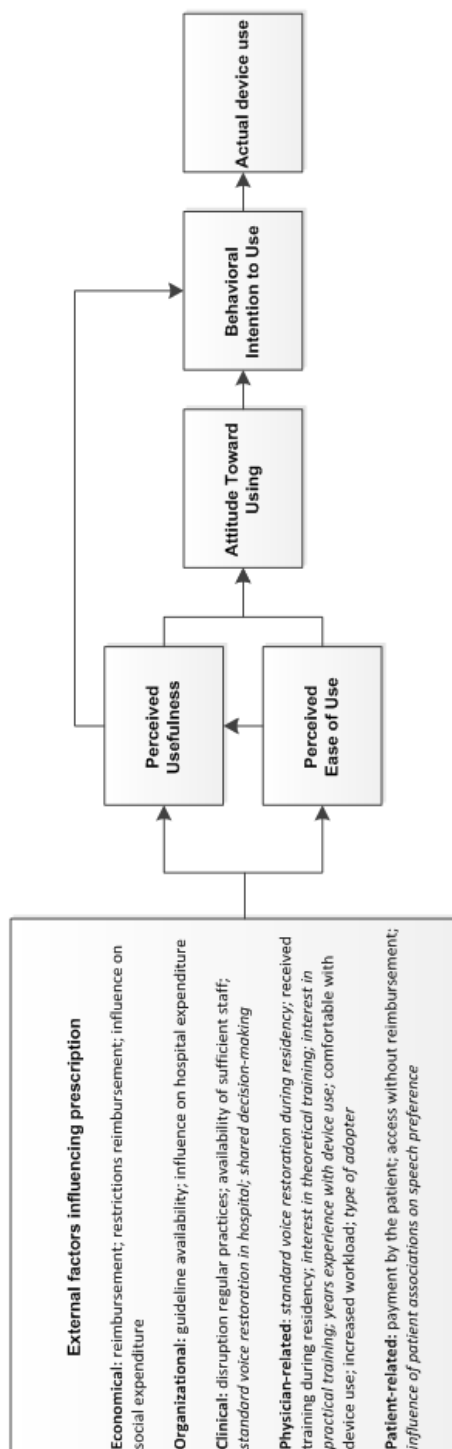 External factors influencing prescription
Economical: reimbursement; restrictions reimbursement; influence on
social expenditure
Organizational: guideline availability; influence on hospital expenditure
Clinical: disruption regular practices; availability of sufficient staff;
standard voice restoration in hospital; shared decision-making
Physician-related: standard voice restoration during residency; received
training during residency; interest in theoretical training; interest in
practical training; years experience with device use; comfortable with
device use; increased workload; type of adopter
Patient-related: payment by the patient; access without reimbursement;
influence of patient associations on speech preference
Perceived
Usefulness
Perceived
Ease of Use
Attitude Toward
Using
Behavioral
Intention to Use
Actual device use